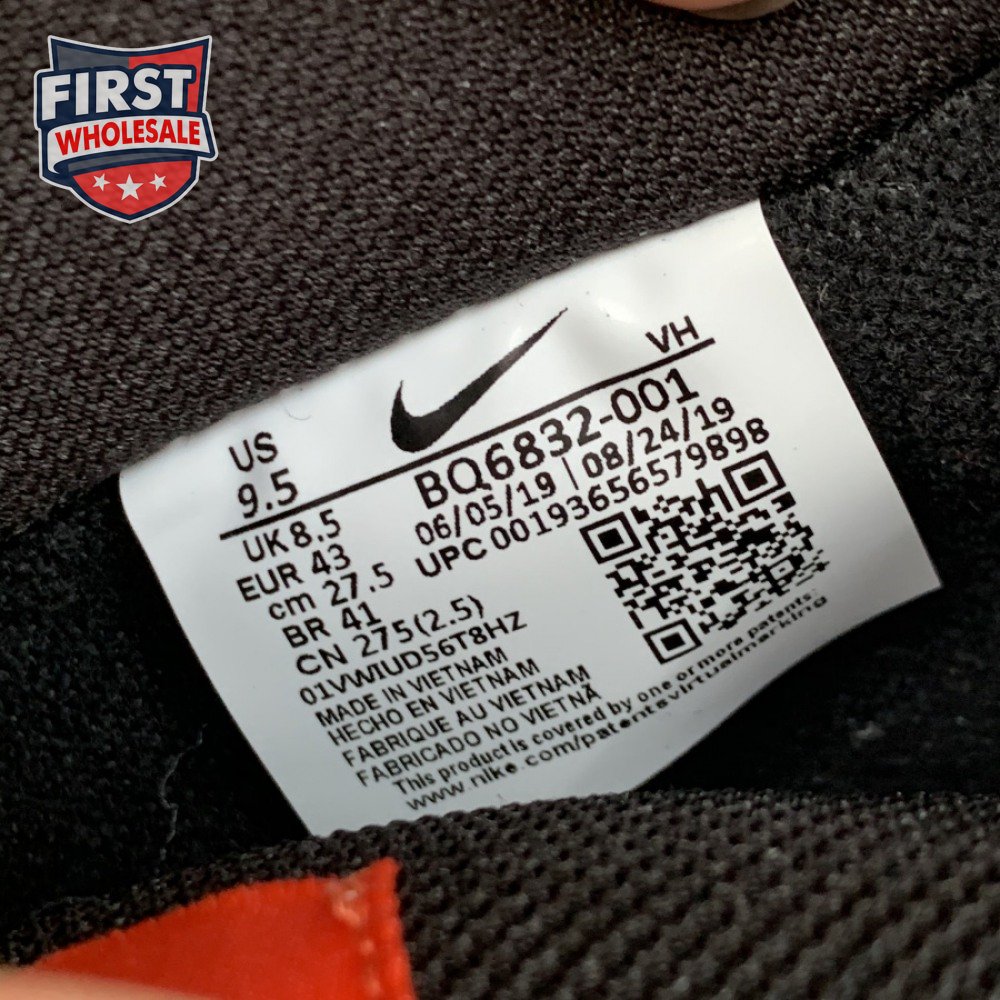 FIRST
WHOLESALE
VH
US
9.5
BQ6832-001
06/05/19 | 08/24/19
UPC 00193656579898
UK 8.5
EUR 43
cm 27.5
BR 41
CN 275(2.5)
01VWIUD56T8HZ
MADE IN VIETNAM
HECHO EN VIETNAM
FABRIQUE AU VIETNAM
FABRICADO NO VIETNÃ
This product is covered by one or more patents:
www.nike.com/patentavirtualmarking